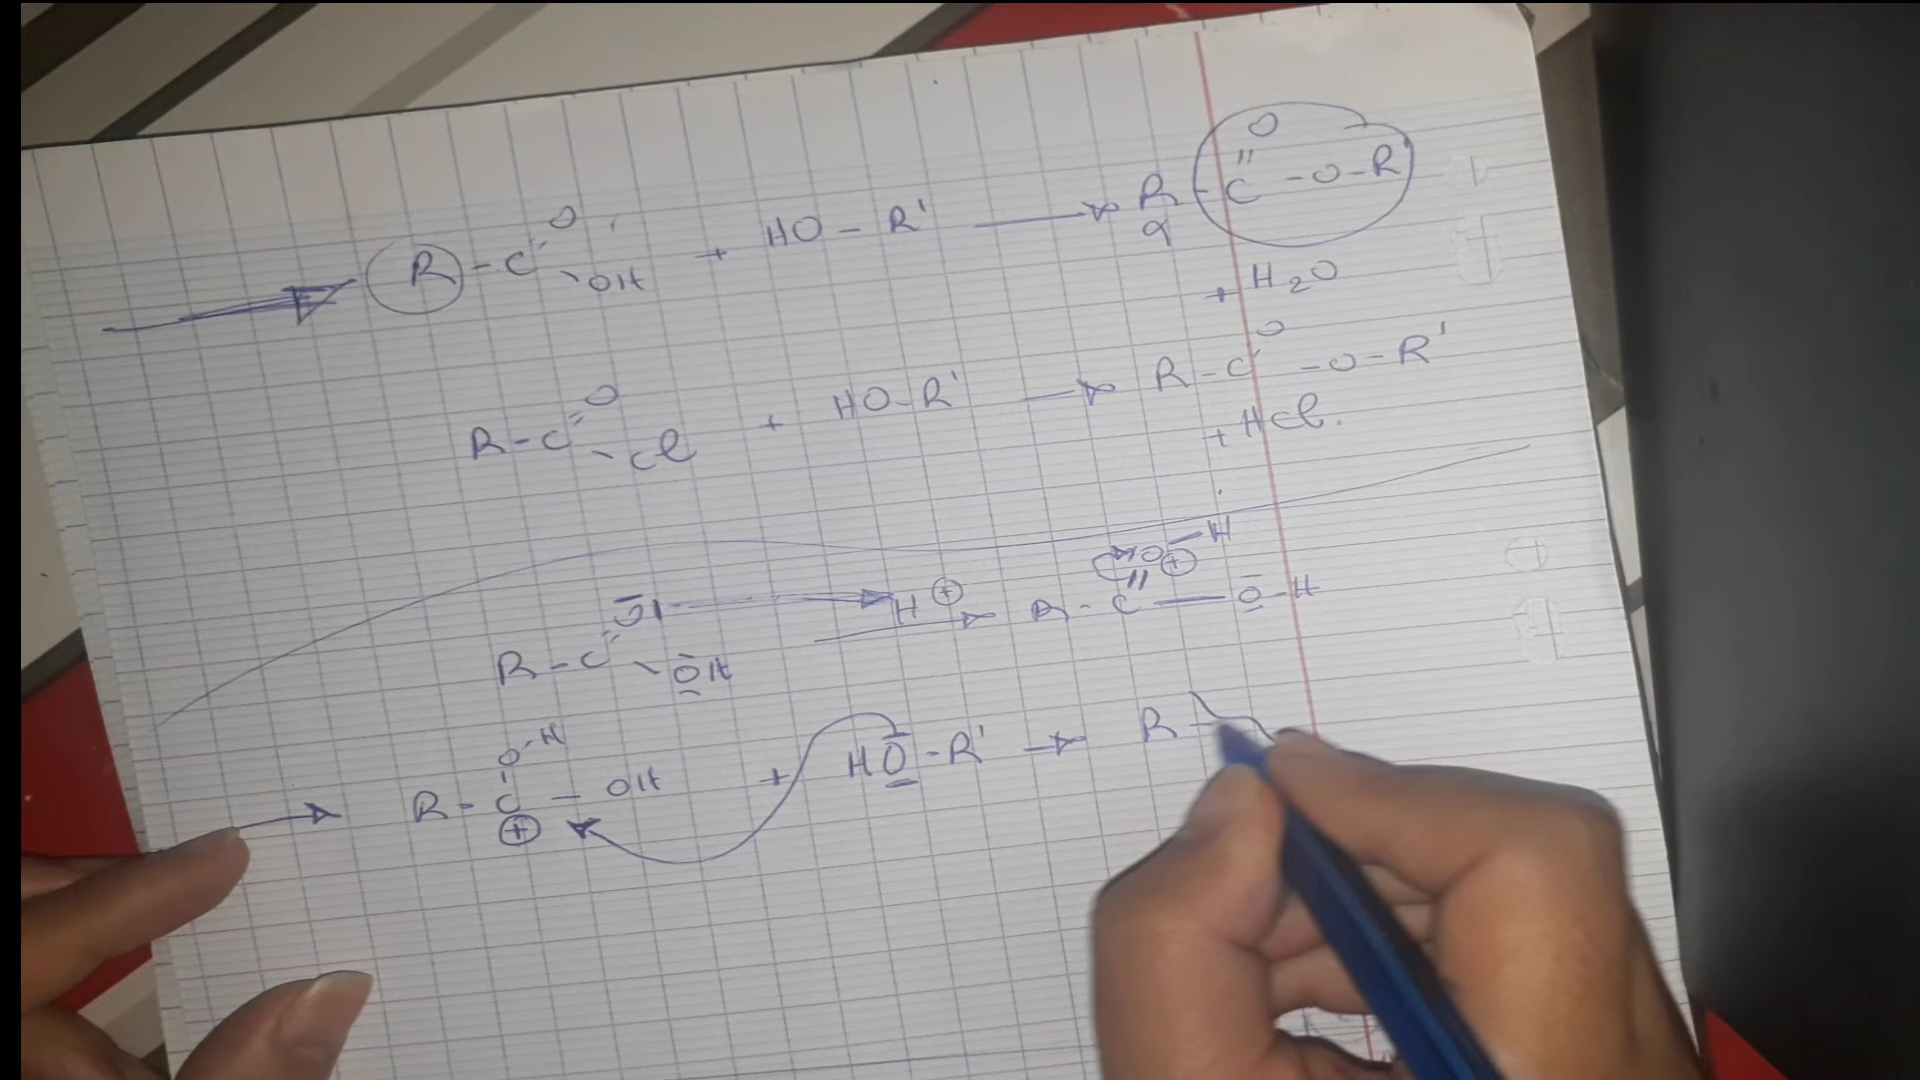 R - C = O - OH + HO - R' → R - C - O - R'
O
||
α
+ H2O
R - C = O - Cl + HO - R' → R - C = O - O - R'
+ HCl.
R - C = O - OH H + → R - C - O - H
O - H
||
+
→ R - C - OH + HO - R' → R -
O - H
+